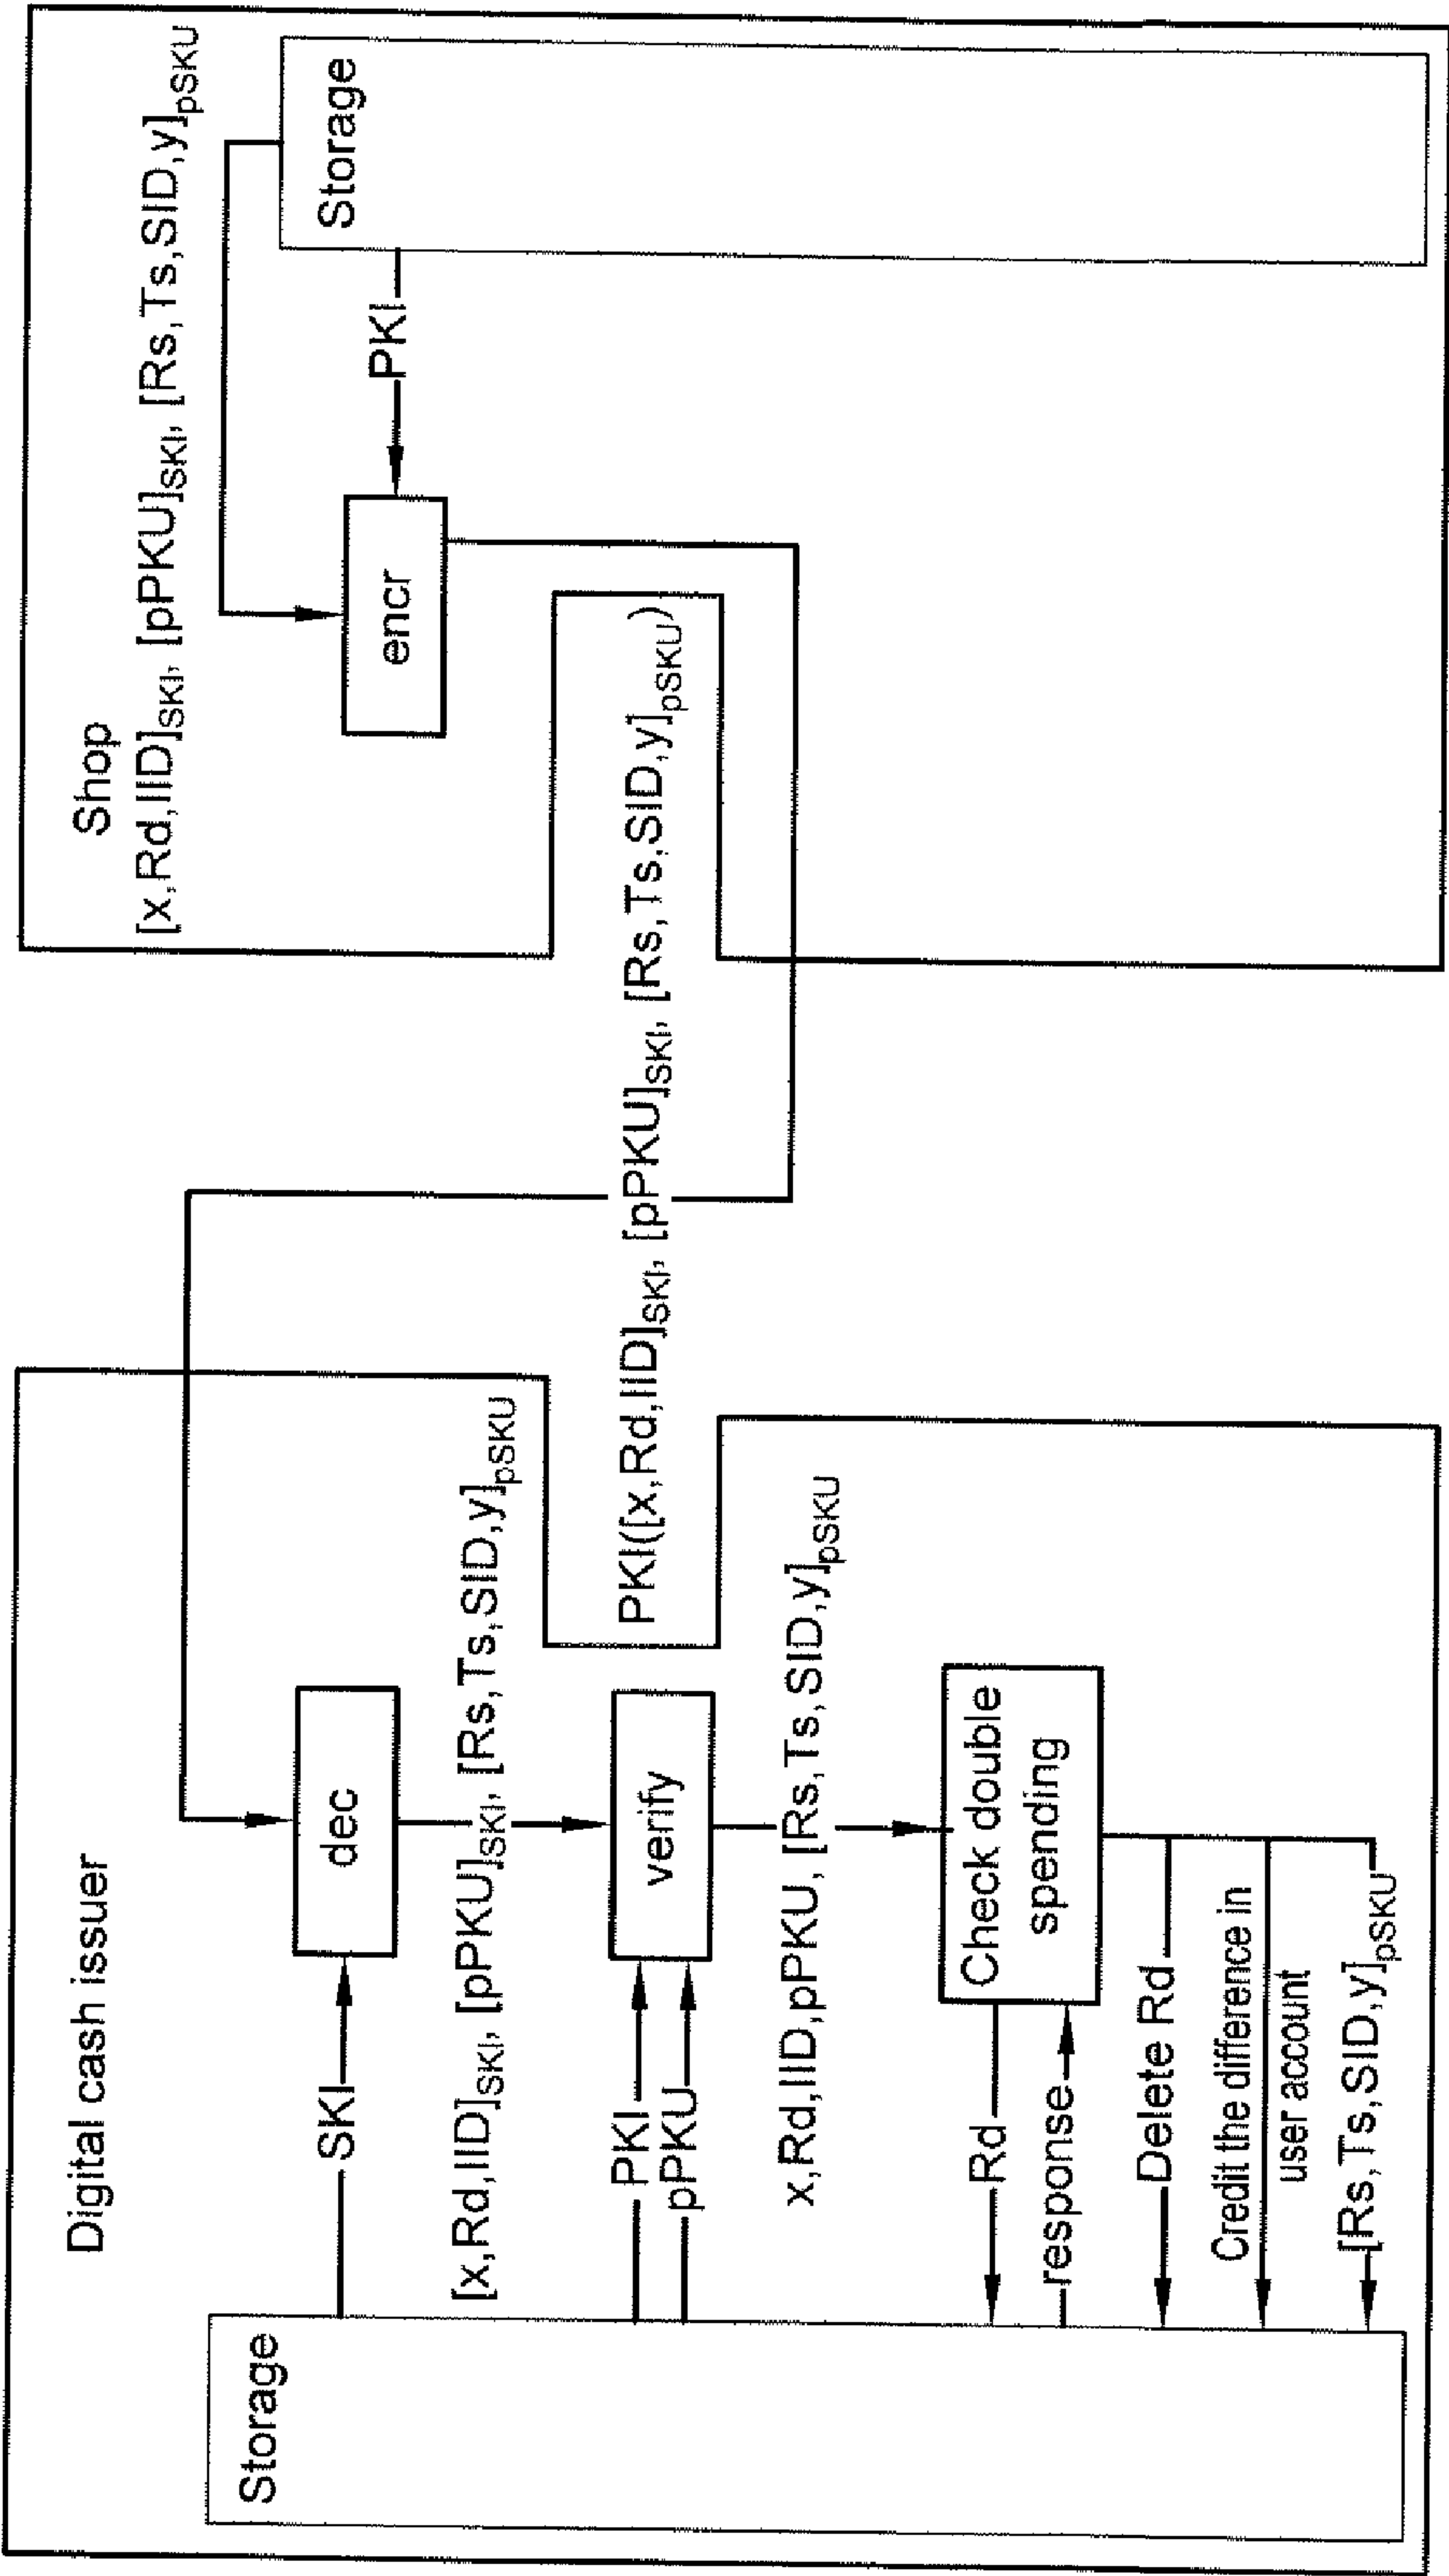 Digital cash issuer
Storage
SKI
dec
[x,Rd,IID]SKI, [pPKU]SKI, [Rs,Ts,SID,y]pSKU
PKI
pPKU
verify
x,Rd,IID,pPKU, [Rs,Ts,SID,y]pSKU
Rd
response
Check double
spending
Delete Rd
Credit the difference in
user account
[Rs,Ts,SID,y]pSKU
PKI([x,Rd,IID]SKI, [pPKU]SKI, [Rs,Ts,SID,y]pSKU)
Shop
[x,Rd,IID]SKI, [pPKU]SKI, [Rs,Ts,SID,y]pSKU
encr
PKI
Storage